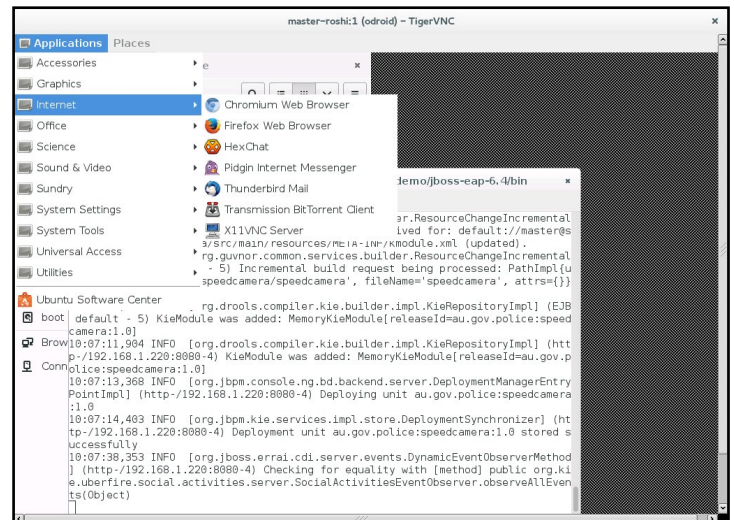 master-roshi:1 (odroid) – TigerVNC
Applications Places
Accessories
Graphics
Internet
Office
Science
Sound & Video
Sundry
System Settings
System Tools
Universal Access
Utilities
Ubuntu Software Center
Chromium Web Browser
Firefox Web Browser
HexChat
Pidgin Internet Messenger
Thunderbird Mail
Transmission BitTorrent Client
X11VNC Server
boot
Brow
Conn
demo/jboss-eap-6.4/bin
er.ResourceChangeIncremental
ived for: default://master@s
a/src/main/resources/META-INF/kmodule.xml (updated).
rg.guvnor.common.services.builder.ResourceChangeIncremental
- 5) Incremental build request being processed: PathImpl{u
speedcamera/speedcamera', fileName='speedcamera', attrs={}}
rg.drools.compiler.kie.builder.impl.KieRepositoryImpl] (EJB
default - 5) KieModule was added: MemoryKieModule[releaseId=au.gov.police:speed
camera:1.0]
10:07:11,904 INFO [org.drools.compiler.kie.builder.impl.KieRepositoryImpl] (htt
p-/192.168.1.220:8080-4) KieModule was added: MemoryKieModule[releaseId=au.gov.p
olice:speedcamera:1.0]
10:07:13,368 INFO [org.jbpm.console.ng.bd.backend.server.DeploymentManagerEntry
PointImpl] (http-/192.168.1.220:8080-4) Deploying unit au.gov.police:speedcamera
:1.0
10:07:14,403 INFO [org.jbpm.kie.services.impl.store.DeploymentSynchronizer] (ht
tp-/192.168.1.220:8080-4) Deployment unit au.gov.police:speedcamera:1.0 stored s
uccessfully
10:07:38,353 INFO [org.jboss.errai.cdi.server.events.DynamicEventObserverMethod
] (http-/192.168.1.220:8080-4) Checking for equality with [method] public org.ki
e.uberfire.social.activities.server.SocialActivitiesEventObserver.observeAllEven
ts(Object)